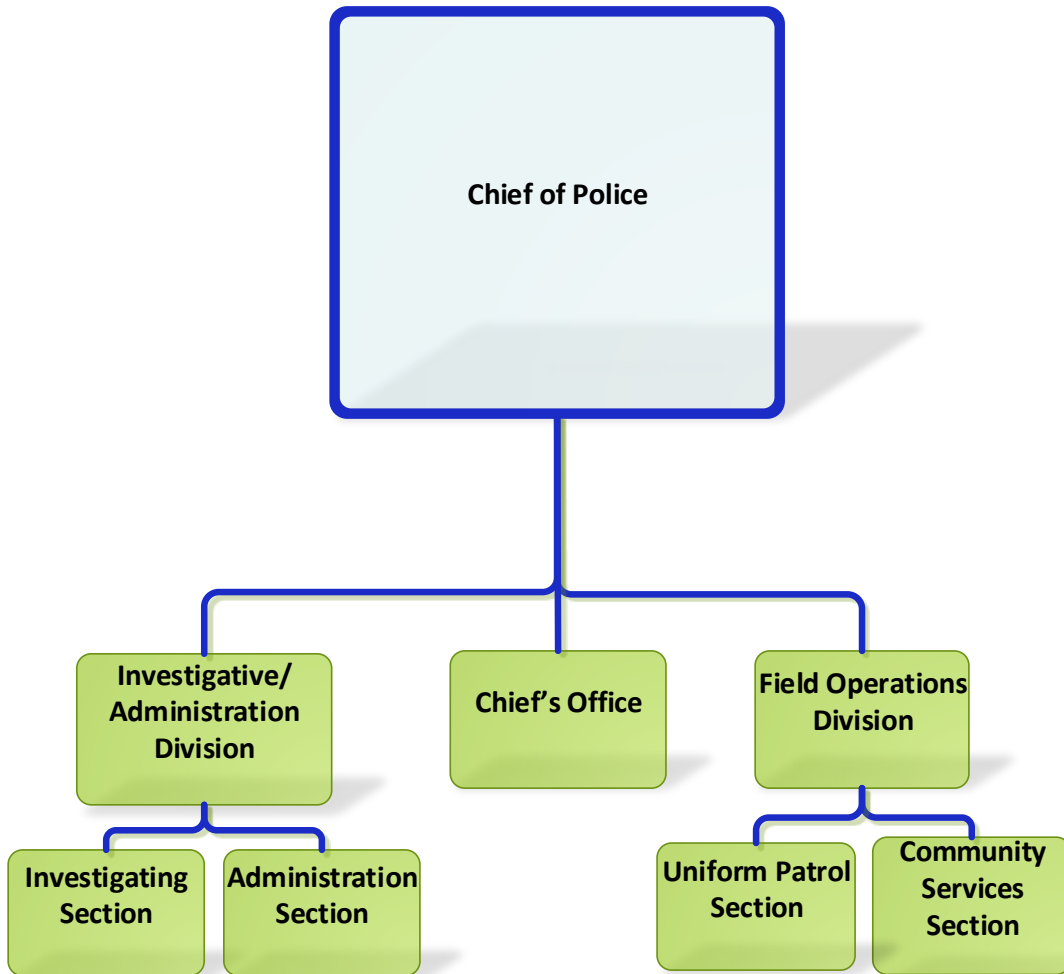 Chief of Police
Investigative/
Administration
Division
Chief’s Office
Field Operations
Division
Investigating
Section
Administration
Section
Uniform Patrol
Section
Community
Services
Section